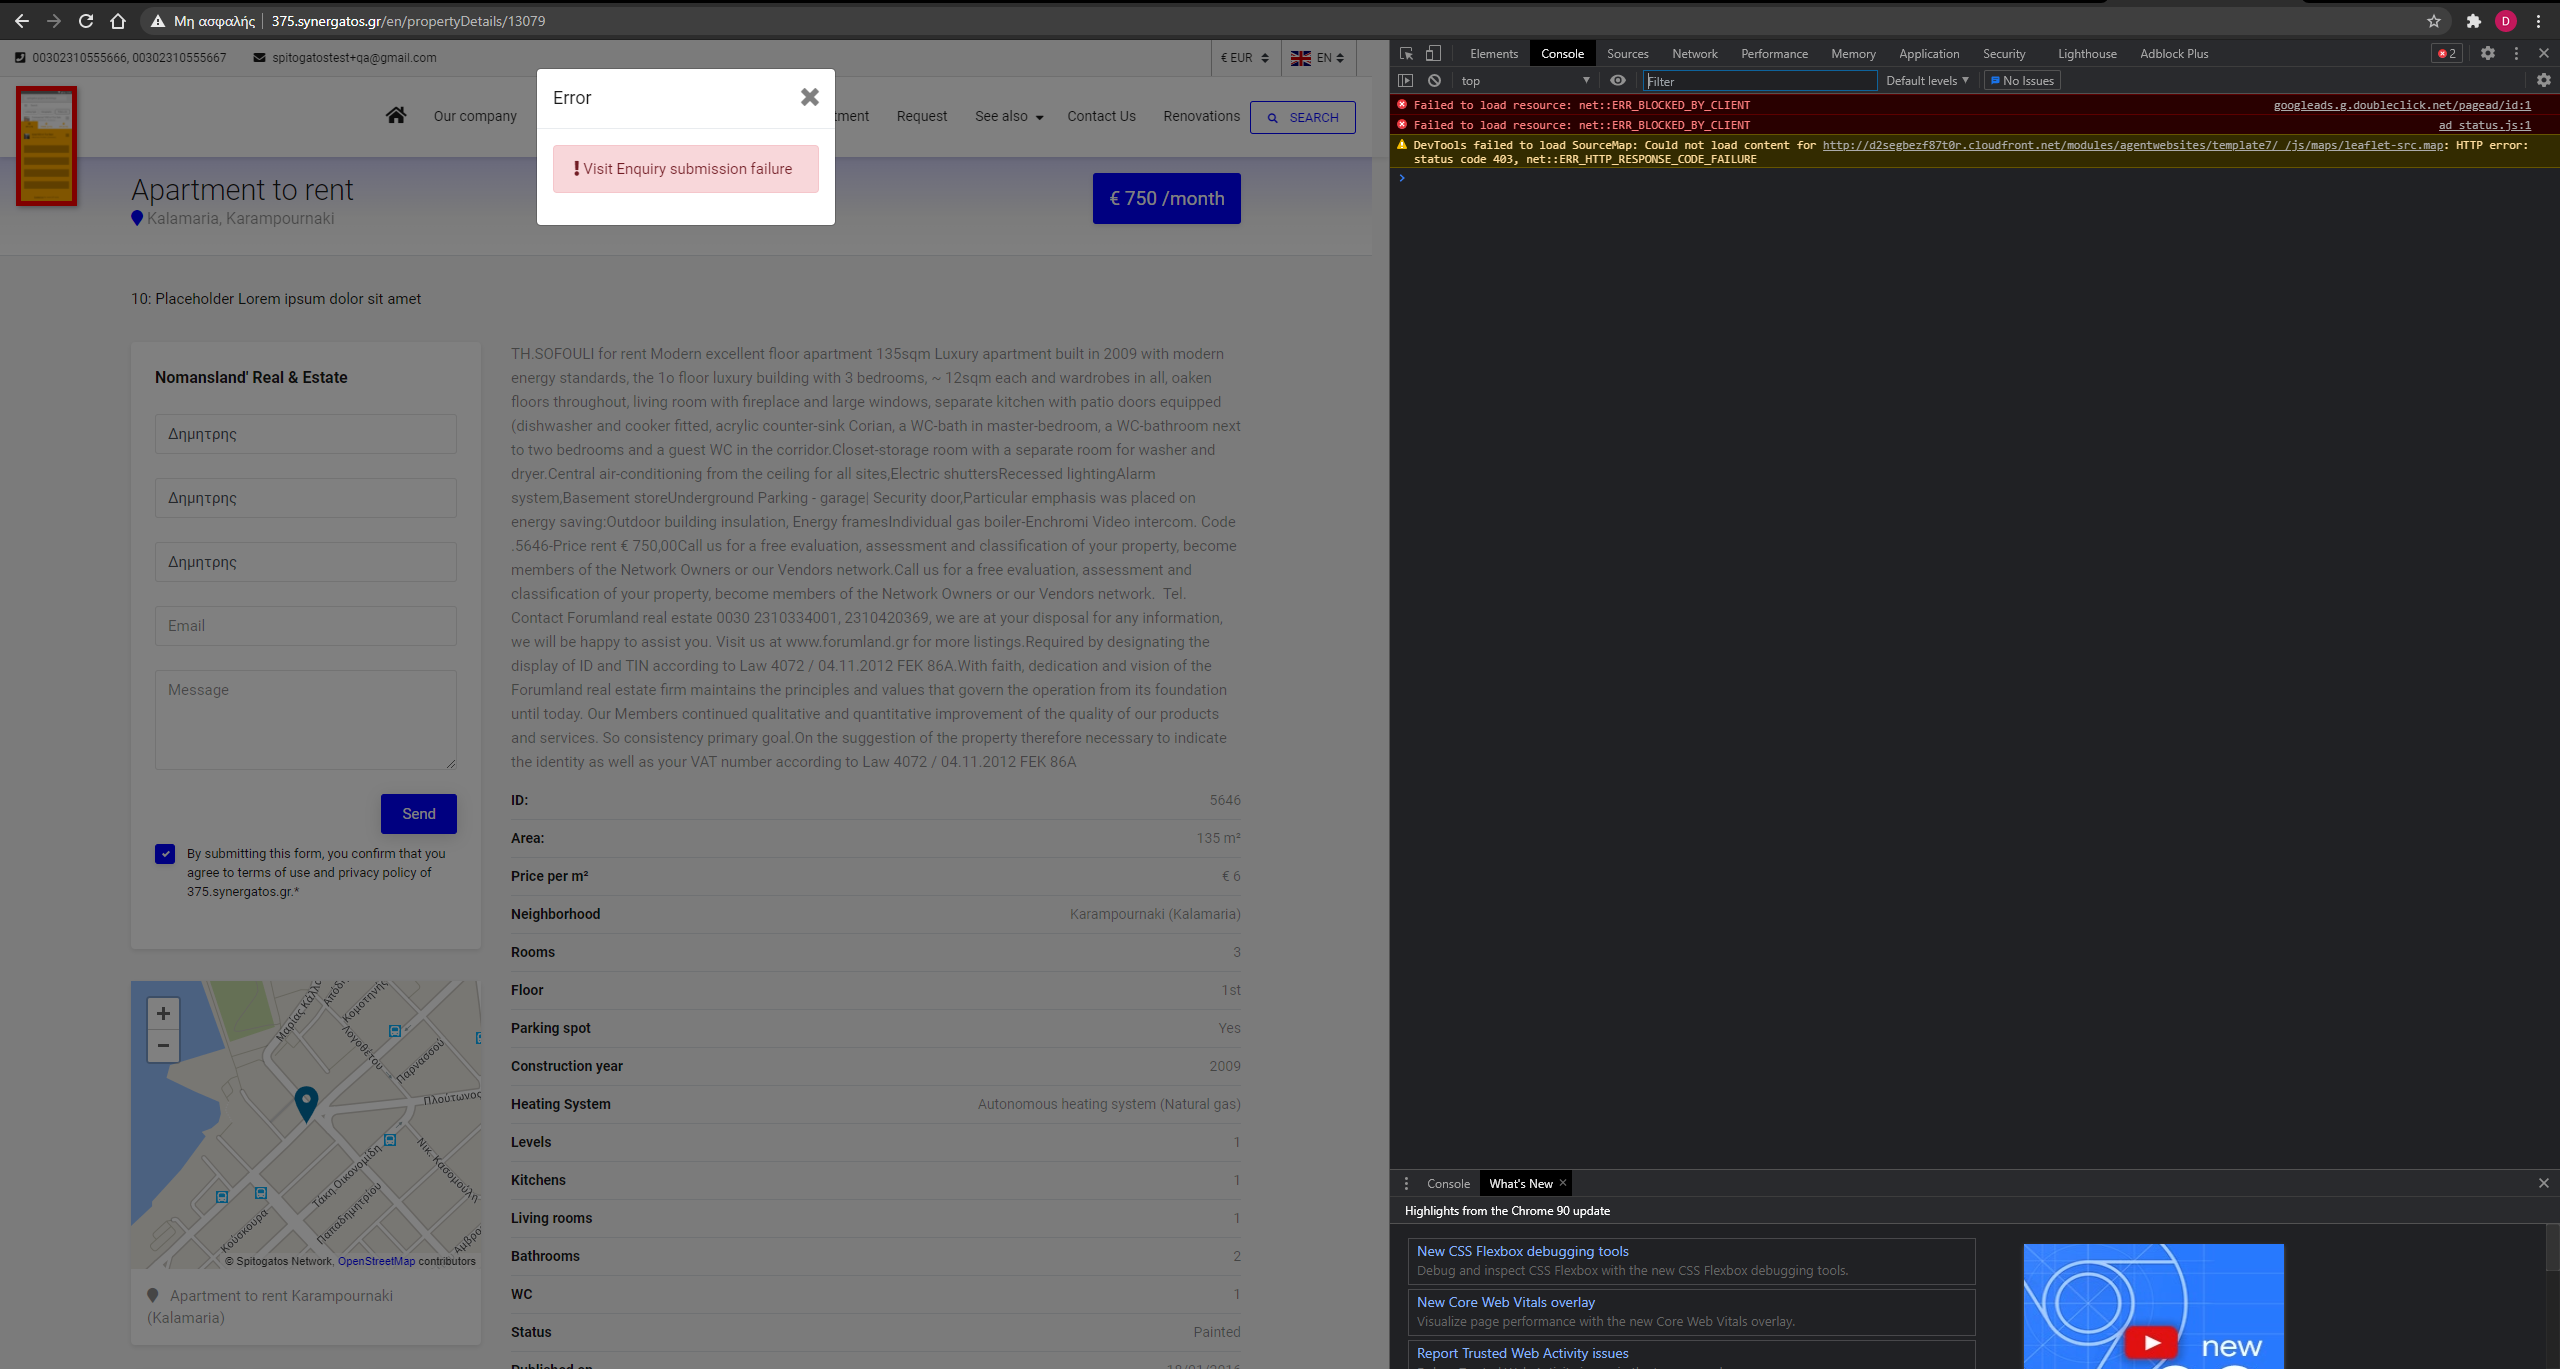 Μη ασφαλής | 375.synergatos.gr/en/propertyDetails/13079
D
00302310555666, 00302310555667
spitogatostest+qa@gmail.com
€ EUR
EN
Our company
tment
Request
See also
Contact Us
Renovations
SEARCH
Error
Visit Enquiry submission failure
Apartment to rent
Kalamaria, Karampournaki
€ 750 /month
10: Placeholder Lorem ipsum dolor sit amet
Nomansland' Real & Estate
Δημητρης
Δημητρης
Δημητρης
Email
Message
Send
By submitting this form, you confirm that you
agree to terms of use and privacy policy of
375.synergatos.gr.*
TH.SOFOULI for rent Modern excellent floor apartment 135sqm Luxury apartment built in 2009 with modern
energy standards, the 1o floor luxury building with 3 bedrooms, ~ 12sqm each and wardrobes in all, oaken
floors throughout, living room with fireplace and large windows, separate kitchen with patio doors equipped
(dishwasher and cooker fitted, acrylic counter-sink Corian, a WC-bath in master-bedroom, a WC-bathroom next
to two bedrooms and a guest WC in the corridor.Closet-storage room with a separate room for washer and
dryer.Central air-conditioning from the ceiling for all sites,Electric shuttersRecessed lightingAlarm
system,Basement storeUnderground Parking - garage| Security door,Particular emphasis was placed on
energy saving:Outdoor building insulation, Energy framesIndividual gas boiler-Enchromi Video intercom. Code
.5646-Price rent € 750,00Call us for a free evaluation, assessment and classification of your property, become
members of the Network Owners or our Vendors network.Call us for a free evaluation, assessment and
classification of your property, become members of the Network Owners or our Vendors network.  Tel.
Contact Forumland real estate 0030 2310334001, 2310420369, we are at your disposal for any information,
we will be happy to assist you. Visit us at www.forumland.gr for more listings.Required by designating the
display of ID and TIN according to Law 4072 / 04.11.2012 FEK 86A.With faith, dedication and vision of the
Forumland real estate firm maintains the principles and values that govern the operation from its foundation
until today. Our Members continued qualitative and quantitative improvement of the quality of our products
and services. So consistency primary goal.On the suggestion of the property therefore necessary to indicate
the identity as well as your VAT number according to Law 4072 / 04.11.2012 FEK 86A
ID: 5646
Area: 135 m²
Price per m² € 6
Neighborhood Karampournaki (Kalamaria)
Rooms 3
Floor 1st
Parking spot Yes
Construction year 2009
Heating System Autonomous heating system (Natural gas)
Levels 1
Kitchens 1
Living rooms 1
Bathrooms 2
WC 1
Status Painted
Published on 18/01/2016
+
−
Μαρίας Κάλλα
Απόδη
Κομοτηνής
Λογοθέτου
Παρνασσού
Πλούτωνος
Νικ. Κασομούλη
Τάκη Οικονομίδη
Παπαδημητρίου
Κούσκουρα
Αμβρο
© Spitogatos Network, OpenStreetMap contributors
Apartment to rent Karampournaki
(Kalamaria)
Elements
Console
Sources
Network
Performance
Memory
Application
Security
Lighthouse
Adblock Plus
2
top
Filter
Default levels
No Issues
Failed to load resource: net::ERR_BLOCKED_BY_CLIENT googleads.g.doubleclick.net/pagead/id:1
Failed to load resource: net::ERR_BLOCKED_BY_CLIENT ad_status.js:1
DevTools failed to load SourceMap: Could not load content for http://d2segbezf87t0r.cloudfront.net/modules/agentwebsites/template7/_/js/maps/leaflet-src.map: HTTP error:
status code 403, net::ERR_HTTP_RESPONSE_CODE_FAILURE
Console
What's New
Highlights from the Chrome 90 update
New CSS Flexbox debugging tools
Debug and inspect CSS Flexbox with the new CSS Flexbox debugging tools.
New Core Web Vitals overlay
Visualize page performance with the new Core Web Vitals overlay.
Report Trusted Web Activity issues
new